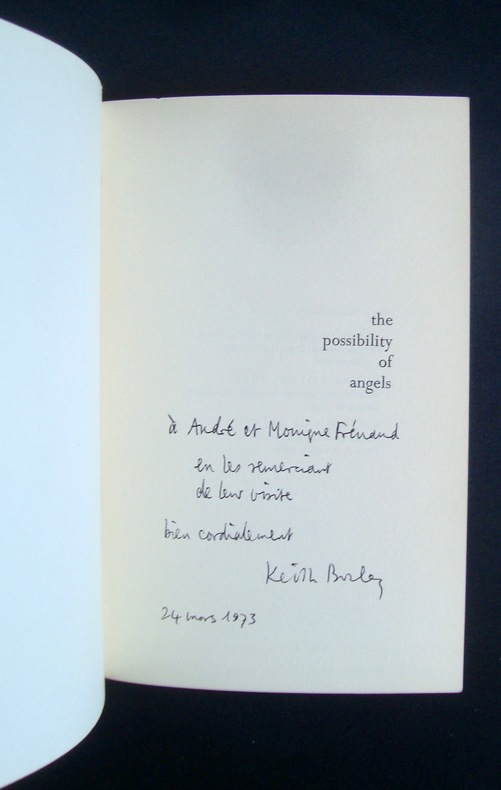 the
possibility
of
angels
à André et Monique Frénaud
en les remerciant
de leur visite
bien cordialement
Keith Bosley
24 mars 1973